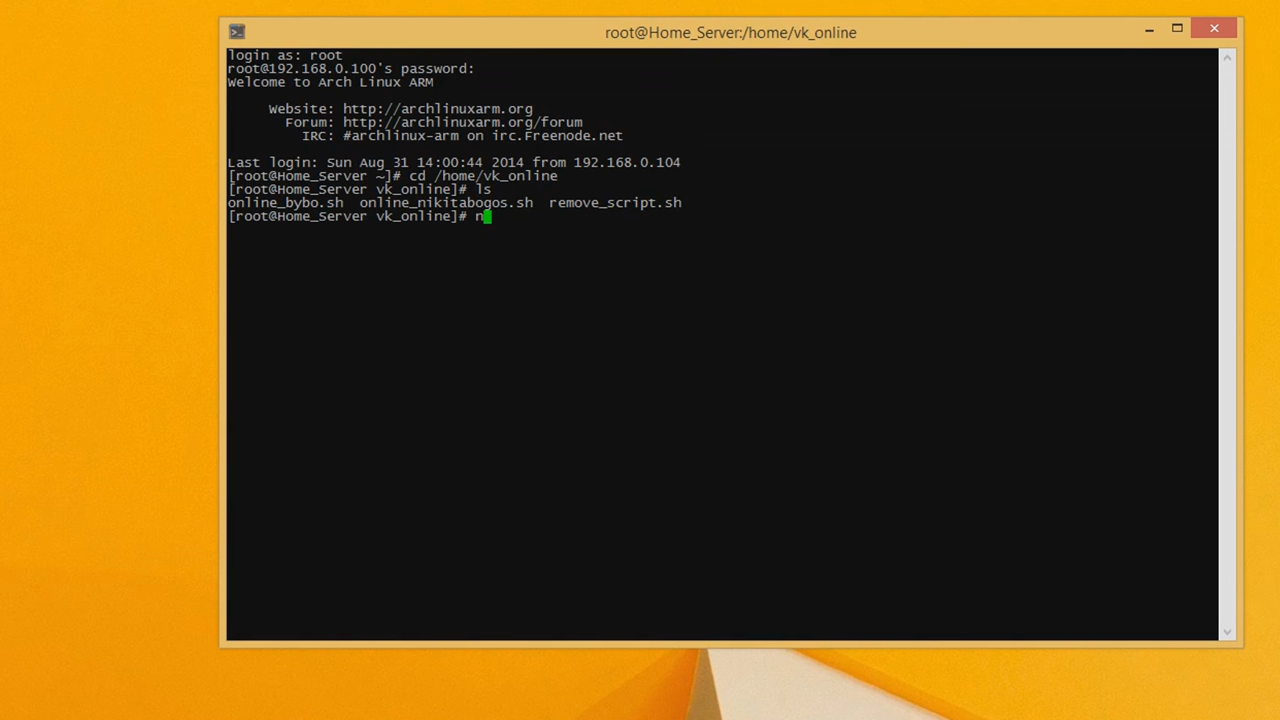 root@Home_Server:/home/vk_online
login as: root
root@192.168.0.100's password:
Welcome to Arch Linux ARM
Website: http://archlinuxarm.org
Forum: http://archlinuxarm.org/forum
IRC: #archlinux-arm on irc.Freenode.net
Last login: Sun Aug 31 14:00:44 2014 from 192.168.0.104
[root@Home_Server ~]# cd /home/vk_online
[root@Home_Server vk_online]# ls
online_bybo.sh  online_nikitabogos.sh  remove_script.sh
[root@Home_Server vk_online]# n